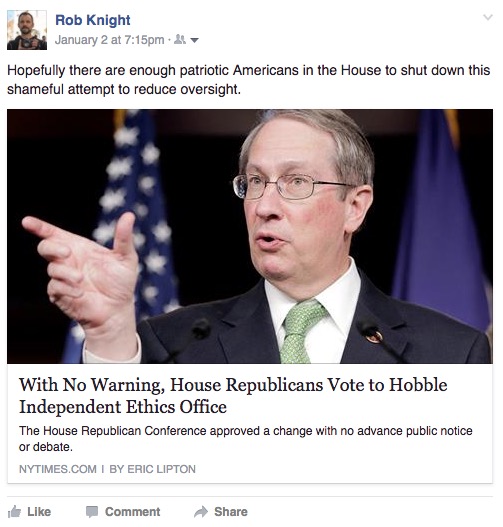 Rob Knight
January 2 at 7:15pm ·
Hopefully there are enough patriotic Americans in the House to shut down this
shameful attempt to reduce oversight.
With No Warning, House Republicans Vote to Hobble
Independent Ethics Office
The House Republican Conference approved a change with no advance public notice
or debate.
NYTIMES.COM | BY ERIC LIPTON
Like Comment Share